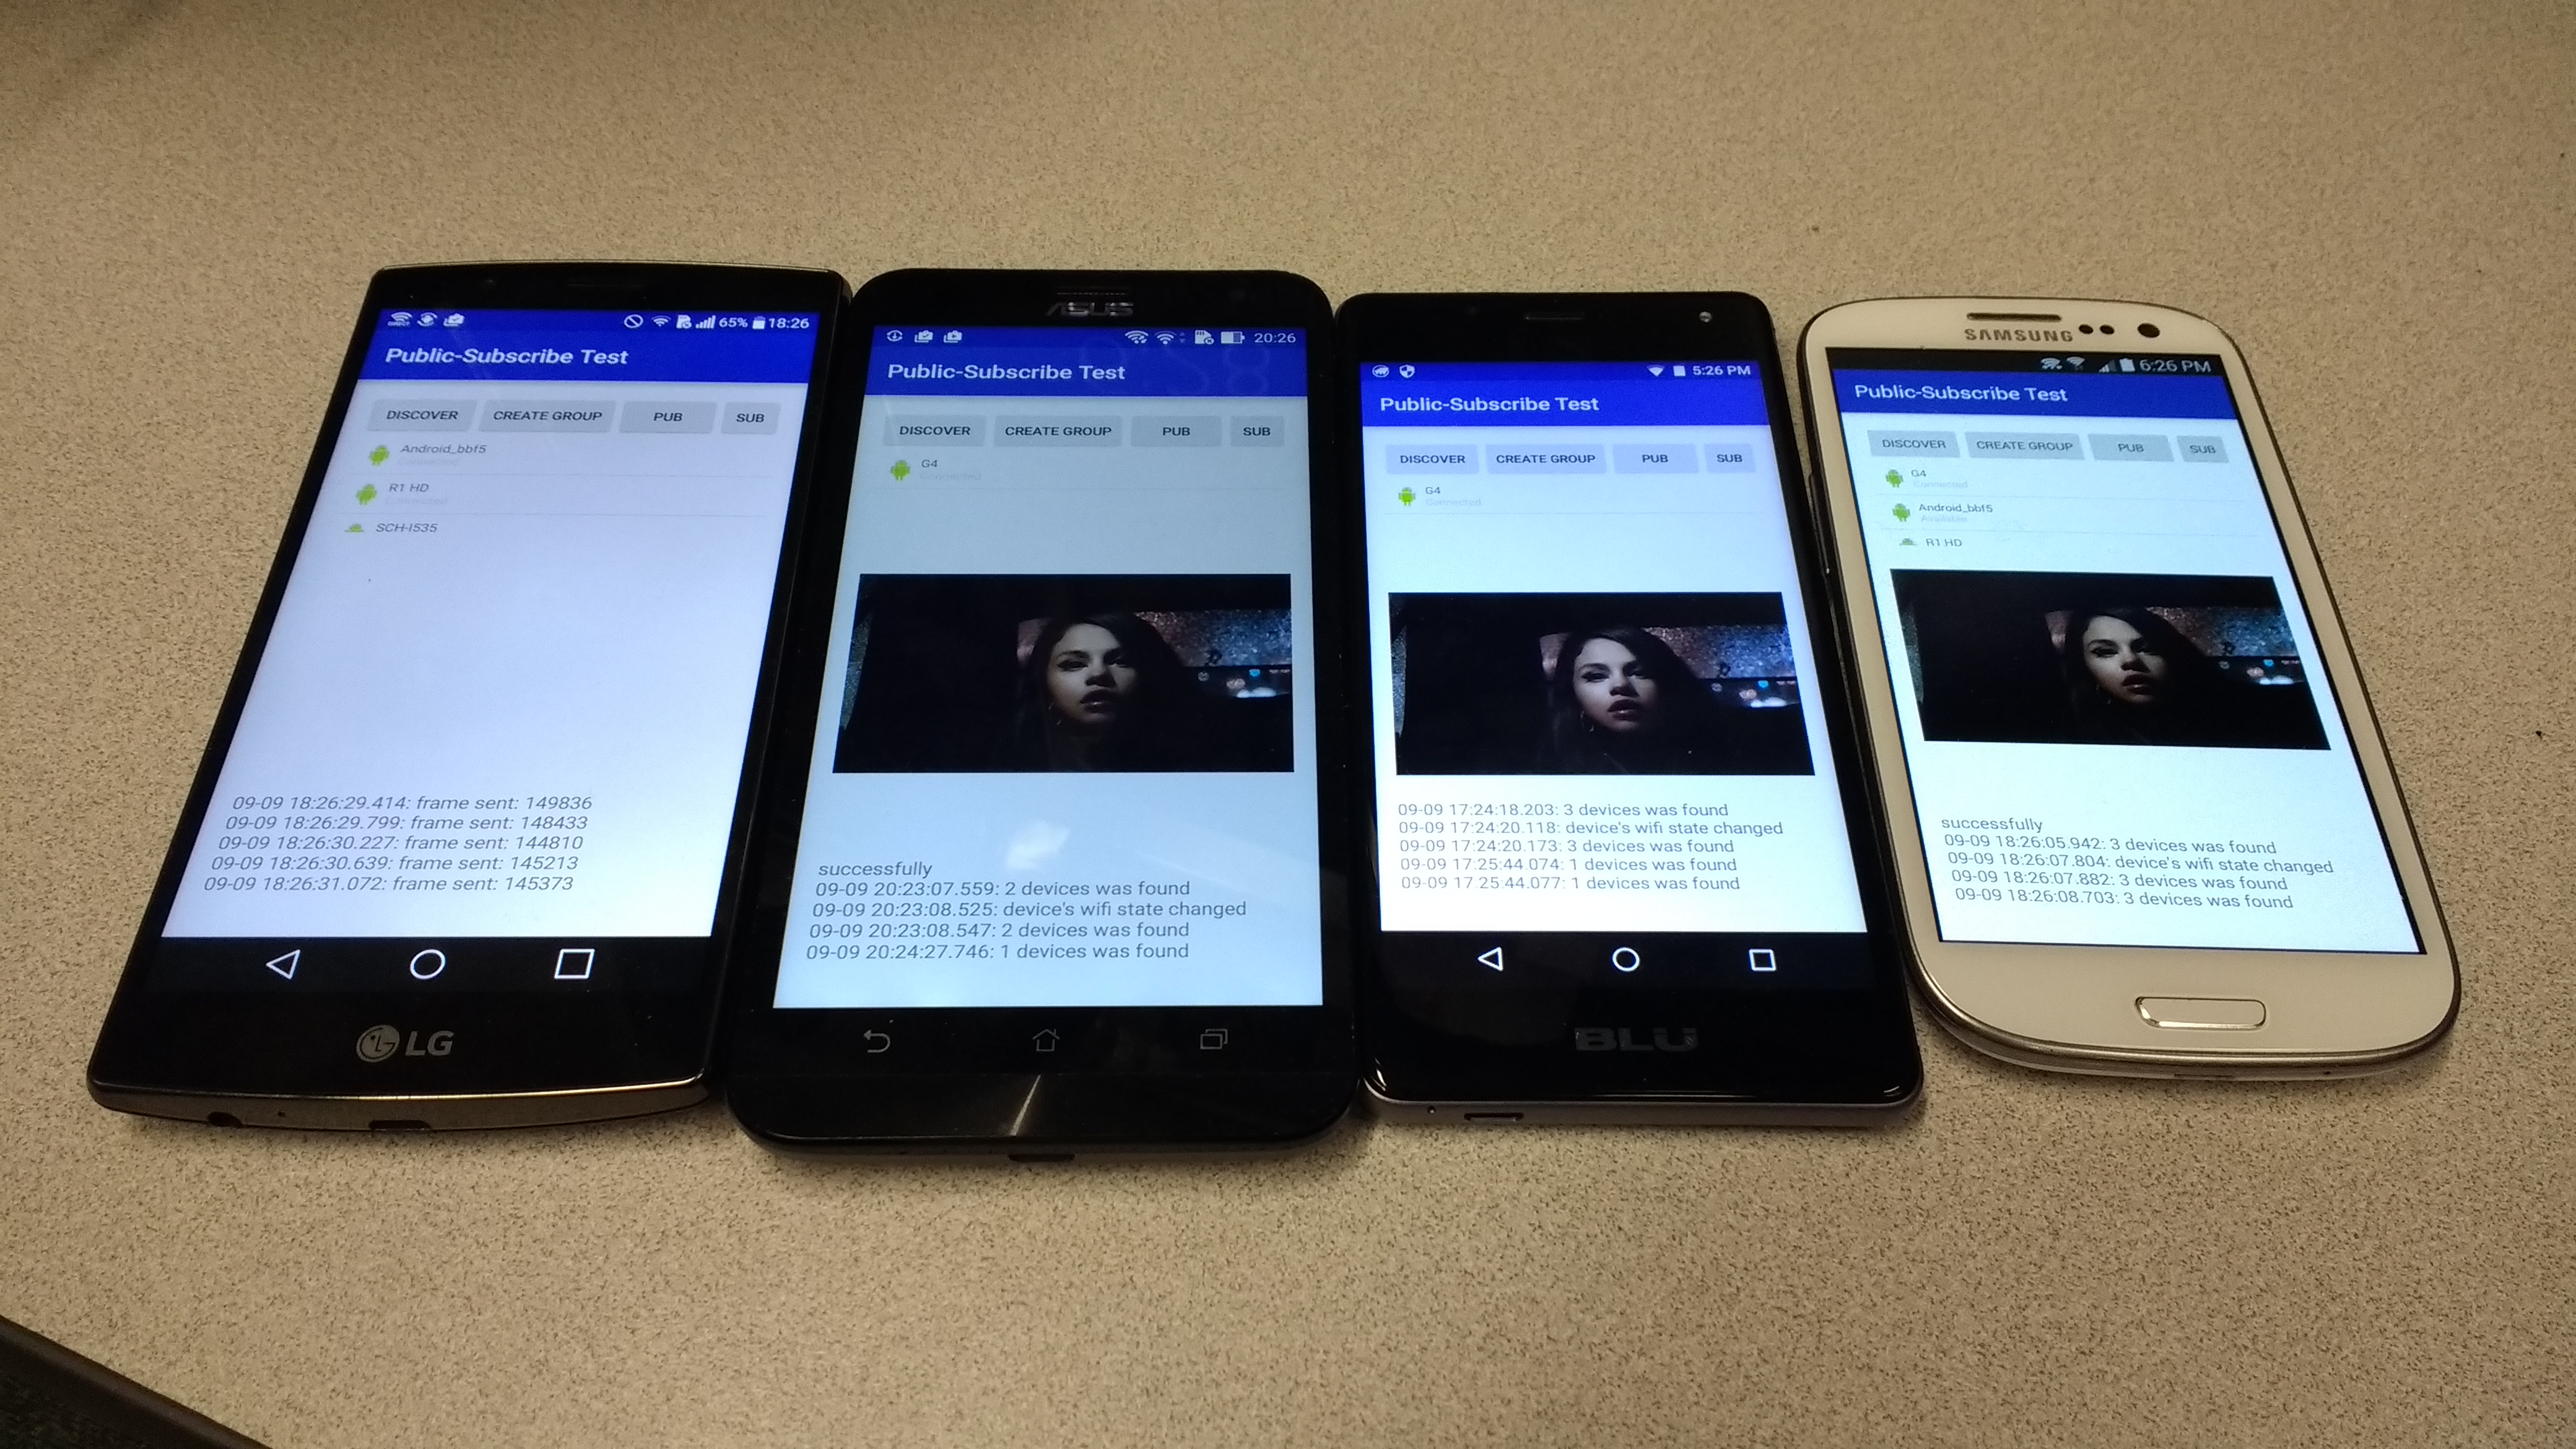 DIRECT
65% 18:26
Public-Subscribe Test
DISCOVER CREATE GROUP PUB SUB
Android_bbf5
Connected
R1 HD
Connected
SCH-I535
09-09 18:26:29.414: frame sent: 149836
09-09 18:26:29.799: frame sent: 148433
09-09 18:26:30.227: frame sent: 144810
09-09 18:26:30.639: frame sent: 145213
09-09 18:26:31.072: frame sent: 145373
LG
ASUS
20:26
Public-Subscribe Test
DISCOVER CREATE GROUP PUB SUB
G4
Connected
successfully
09-09 20:23:07.559: 2 devices was found
09-09 20:23:08.525: device's wifi state changed
09-09 20:23:08.547: 2 devices was found
09-09 20:24:27.746: 1 devices was found
5:26 PM
Public-Subscribe Test
DISCOVER CREATE GROUP PUB SUB
G4
Connected
09-09 17:24:18.203: 3 devices was found
09-09 17:24:20.118: device's wifi state changed
09-09 17:24:20.173: 3 devices was found
09-09 17:25:44.074: 1 devices was found
09-09 17:25:44.077: 1 devices was found
BLU
SAMSUNG
6:26 PM
Public-Subscribe Test
DISCOVER CREATE GROUP PUB SUB
G4
Connected
Android_bbf5
Available
R1 HD
successfully
09-09 18:26:05.942: 3 devices was found
09-09 18:26:07.804: device's wifi state changed
09-09 18:26:07.882: 3 devices was found
09-09 18:26:08.703: 3 devices was found